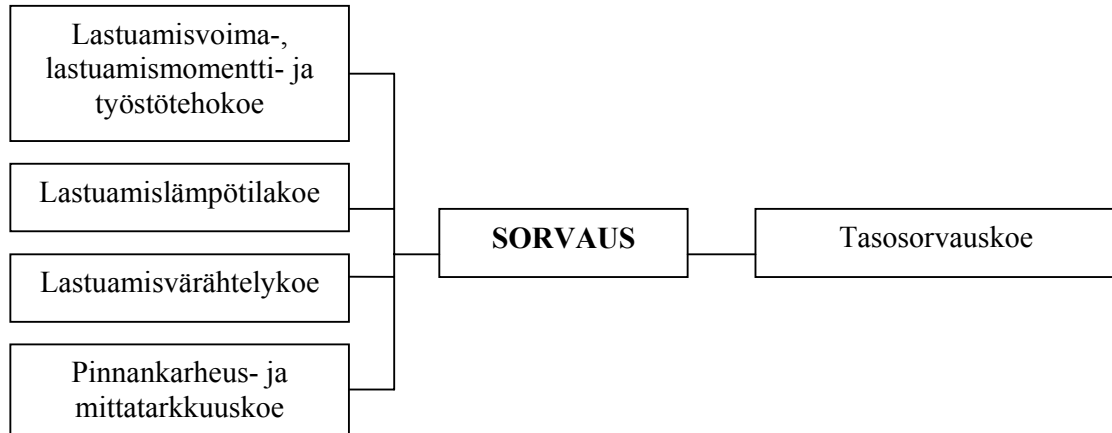 Lastuamisvoima-,
lastuamismomentti- ja
työstötehokoe
Lastuamislämpötilakoe
Lastuamisvärähtelykoe
Pinnankarheus- ja
mittatarkkuuskoe
SORVAUS
Tasosorvauskoe